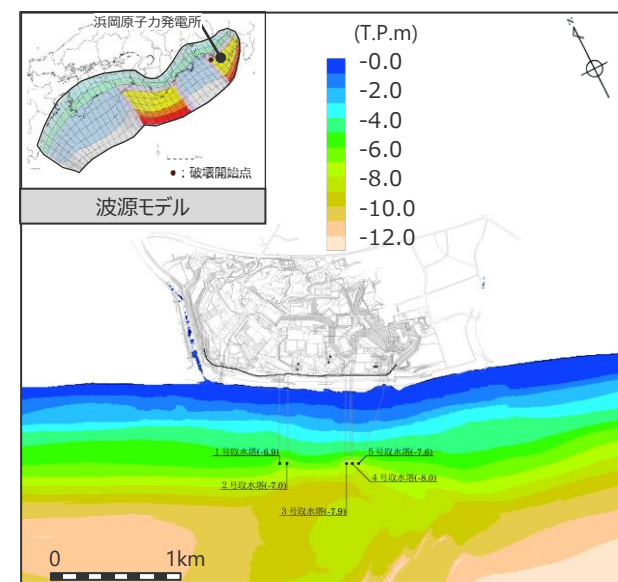 浜岡原子力発電所
●：破壊開始点
波源モデル
(T.P.m)
-0.0
-2.0
-4.0
-6.0
-8.0
-10.0
-12.0
N
1号取水塔(-6.9)
5号取水塔(-7.6)
2号取水塔(-7.0)
4号取水塔(-8.0)
3号取水塔(-7.9)
0 1km